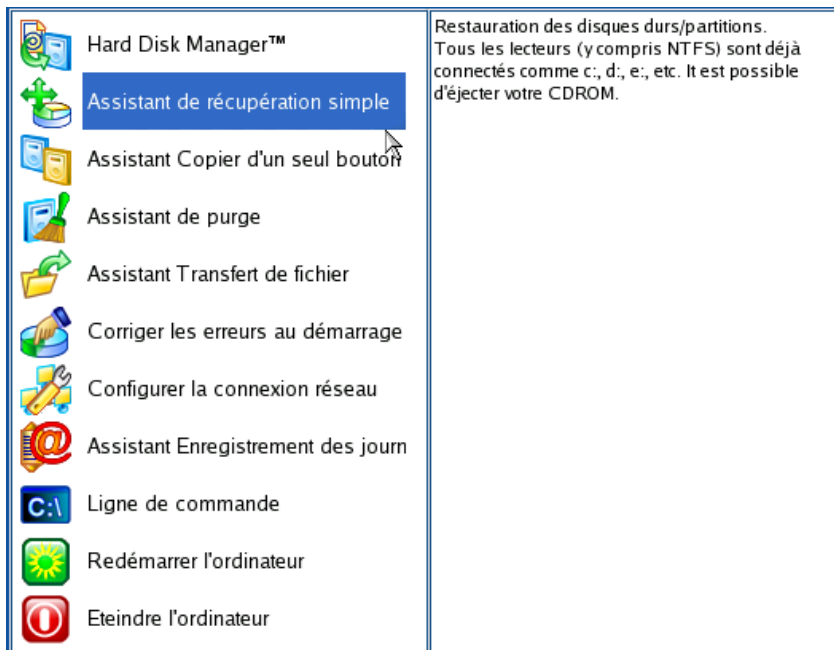 Hard Disk Manager™
Assistant de récupération simple
Assistant Copier d'un seul bouton
Assistant de purge
Assistant Transfert de fichier
Corriger les erreurs au démarrage
Configurer la connexion réseau
Assistant Enregistrement des journ
C:\
Ligne de commande
Redémarrer l'ordinateur
Eteindre l'ordinateur
Restauration des disques durs/partitions.
Tous les lecteurs (y compris NTFS) sont déjà
connectés comme c:, d:, e:, etc. It est possible
d'éjecter votre CDROM.